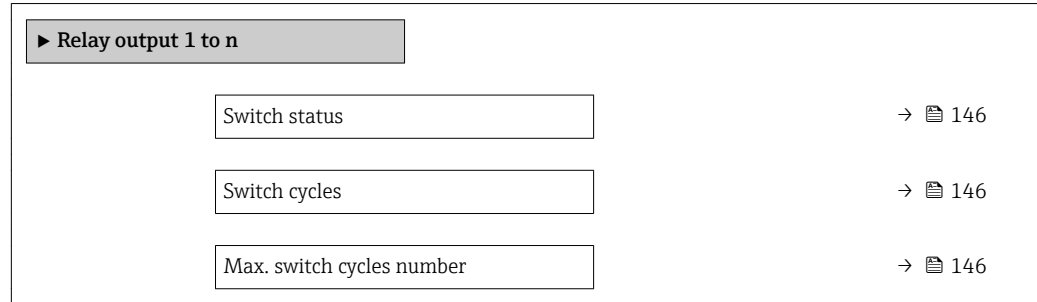 ▶ Relay output 1 to n
Switch status → 146
Switch cycles → 146
Max. switch cycles number → 146